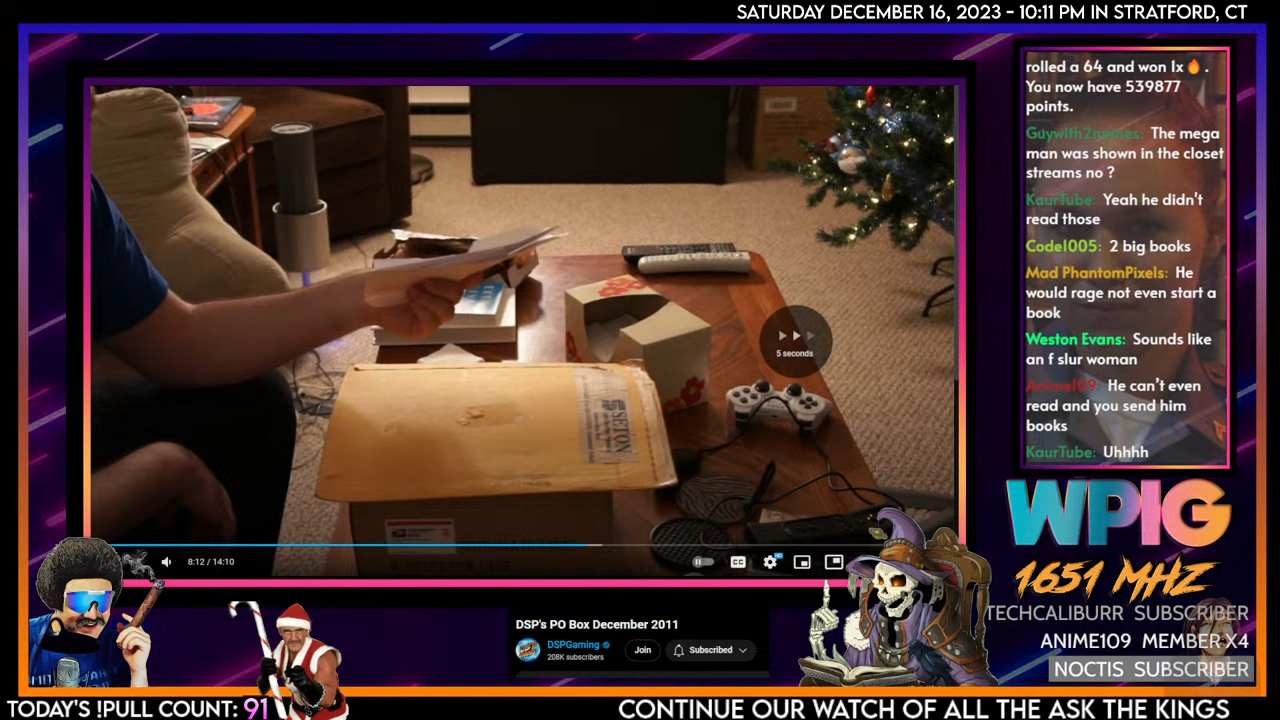 SATURDAY DECEMBER 16, 2023 - 10:11 PM IN STRATFORD, CT
rolled a 64 and won 1x🔥.
You now have 539877
points.
Guywith2names: The mega
man was shown in the closet
streams no ?
KaurTube: Yeah he didn't
read those
Code1005: 2 big books
Mad PhantomPixels: He
would rage not even start a
book
Weston Evans: Sounds like
an f slur woman
Anime109: He can't even
read and you send him
books
KaurTube: Uhhhh
5 seconds
SETON
8:12 / 14:10
CC
HD
WPIG
1651 MHZ
TECHCALIBURR SUBSCRIBER
ANIME109 MEMBER X4
NOCTIS SUBSCRIBER
DSP's PO Box December 2011
DSPGaming
208K subscribers
Join
Subscribed
TODAY'S !PULL COUNT: 91
CONTINUE OUR WATCH OF ALL THE ASK THE KINGS